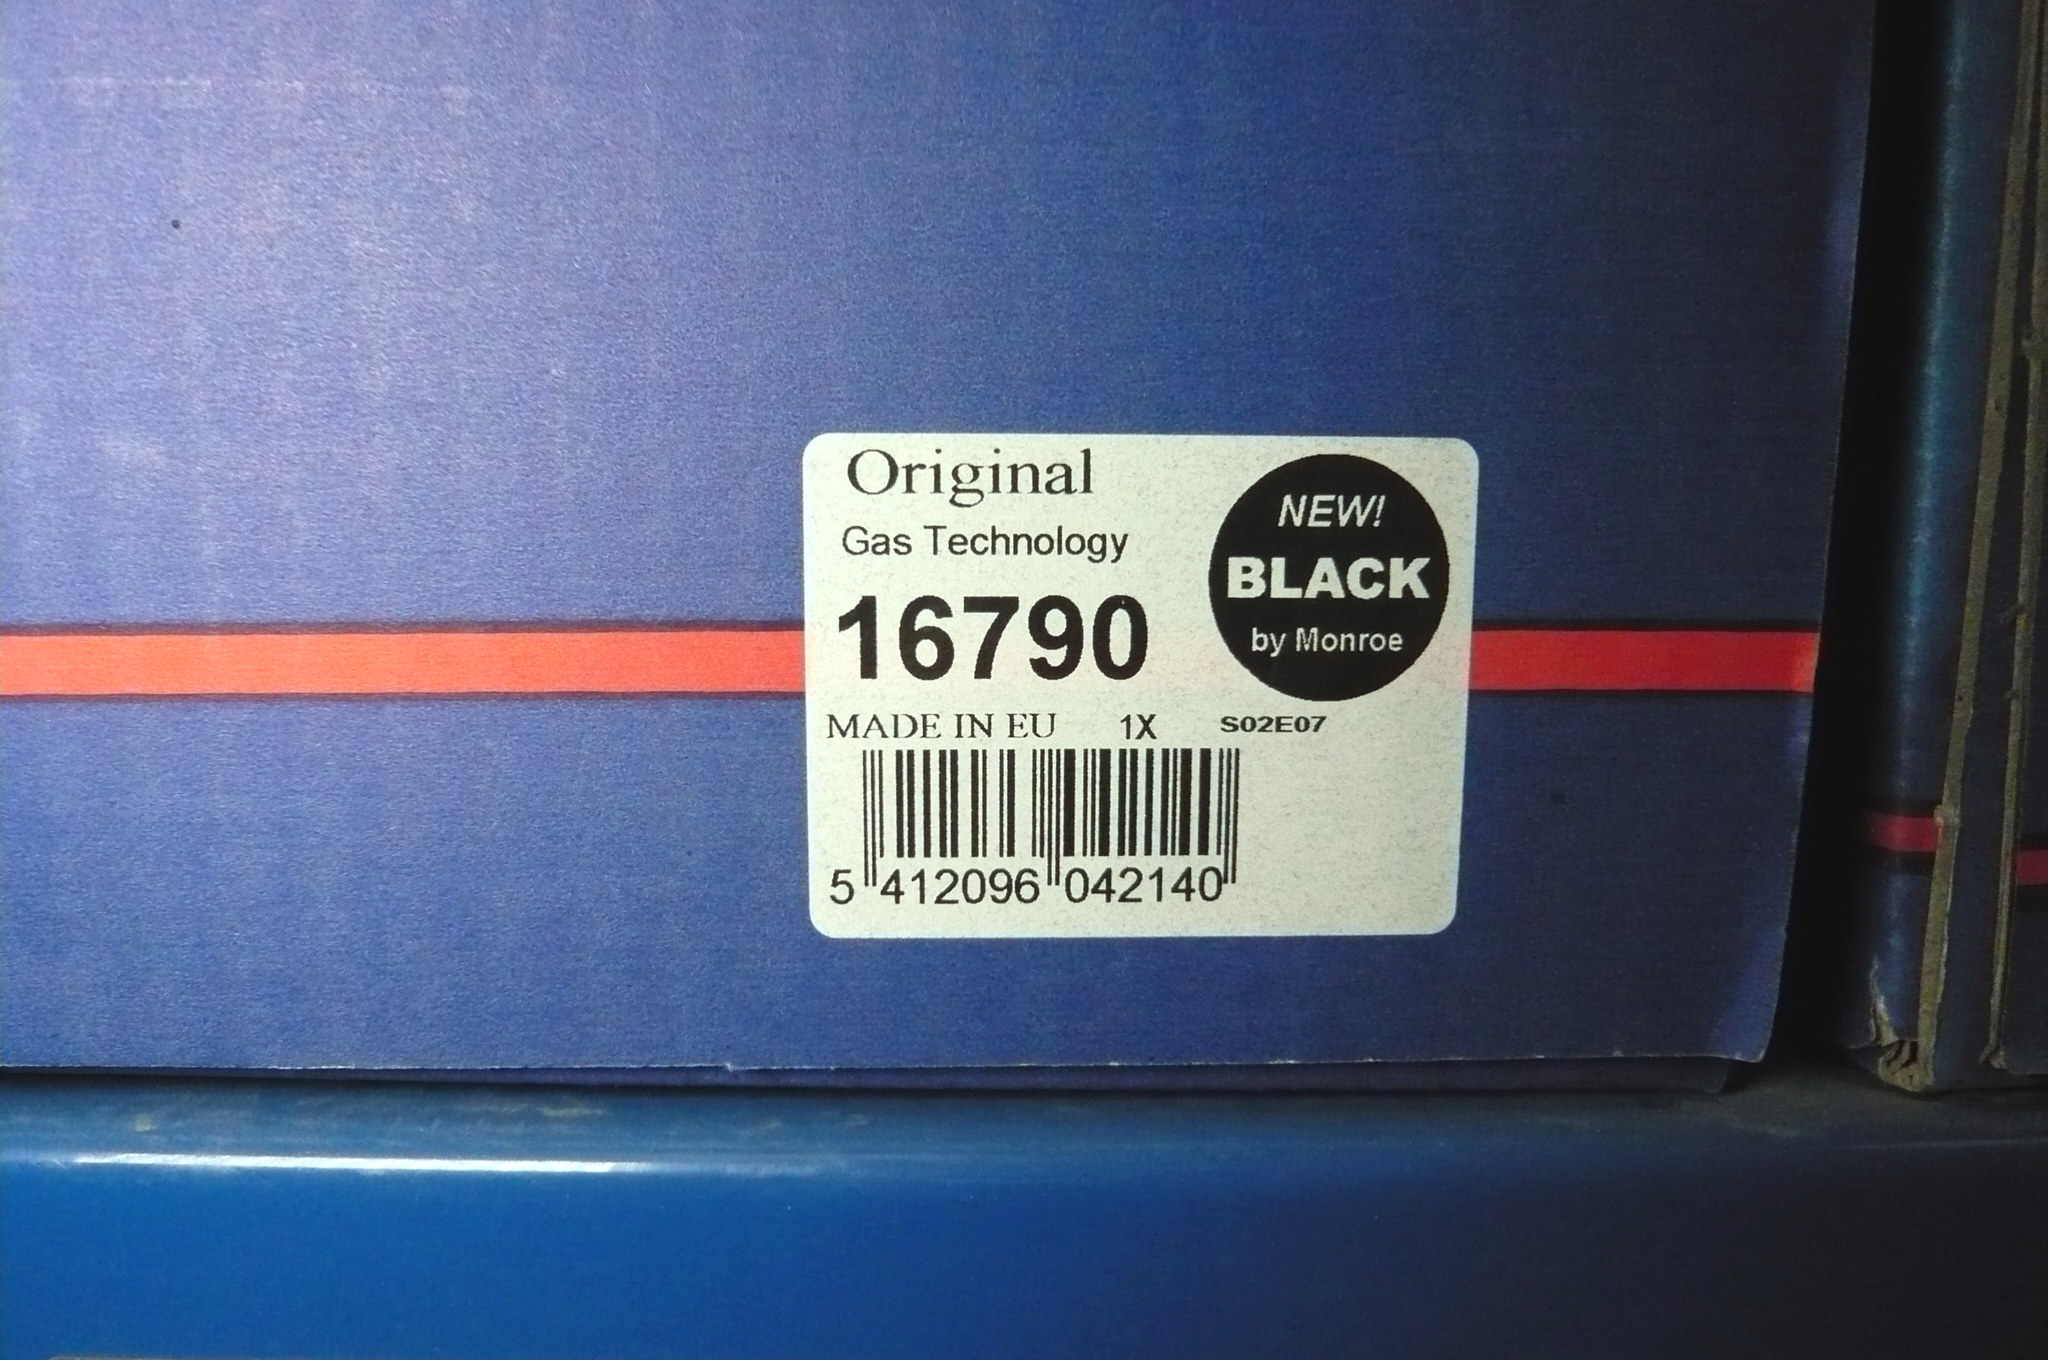 Original
Gas Technology
16790
NEW!
BLACK
by Monroe
MADE IN EU 1X S02E07
5 412096 042140